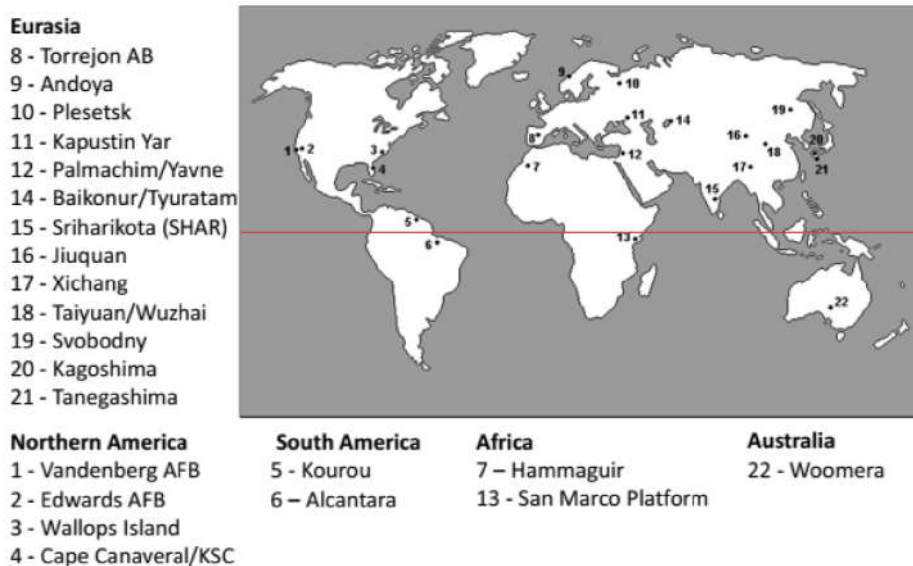 Eurasia
8 - Torrejon AB
9 - Andoya
10 - Plesetsk
11 - Kapustin Yar
12 - Palmachim/Yavne
14 - Baikonur/Tyuratam
15 - Sriharikota (SHAR)
16 - Jiuquan
17 - Xichang
18 - Taiyuan/Wuzhai
19 - Svobodny
20 - Kagoshima
21 - Tanegashima
9
10
19
11
14
1
2
3
8
16
20
18
12
4
7
17
21
15
5
6
13
22
Northern America
1 - Vandenberg AFB
2 - Edwards AFB
3 - Wallops Island
4 - Cape Canaveral/KSC
South America
5 - Kourou
6 – Alcantara
Africa
7 – Hammaguir
13 - San Marco Platform
Australia
22 - Woomera